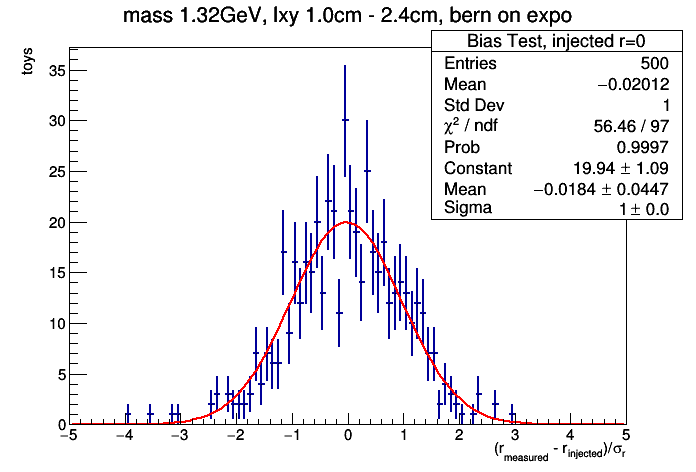 mass 1.32GeV, lxy 1.0cm - 2.4cm, bern on expo
toys
Bias Test, injected r=0
Entries 500
Mean −0.02012
Std Dev 1
χ² / ndf 56.46 / 97
Prob 0.9997
Constant 19.94 ± 1.09
Mean −0.0184 ± 0.0447
Sigma 1 ± 0.0
35
30
25
20
15
10
5
0
−5 −4 −3 −2 −1 0 1 2 3 4 5
(r_measured - r_injected)/σ_r